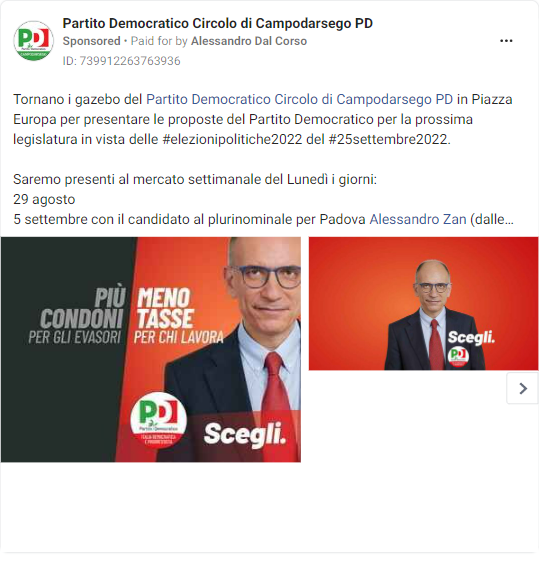 Partito Democratico Circolo di Campodarsego PD
Sponsored • Paid for by Alessandro Dal Corso
ID: 739912263763936
Tornano i gazebo del Partito Democratico Circolo di Campodarsego PD in Piazza
Europa per presentare le proposte del Partito Democratico per la prossima
legislatura in vista delle #elezionipolitiche2022 del #25settembre2022.
Saremo presenti al mercato settimanale del Lunedì i giorni:
29 agosto
5 settembre con il candidato al plurinominale per Padova Alessandro Zan (dalle...
PIÙ
CONDONI
PER GLI EVASORI
MENO
TASSE
PER CHI LAVORA
PD
Partito Democratico
ITALIA DEMOCRATICA
E PROGRESSISTA
Scegli.
Scegli.
PD